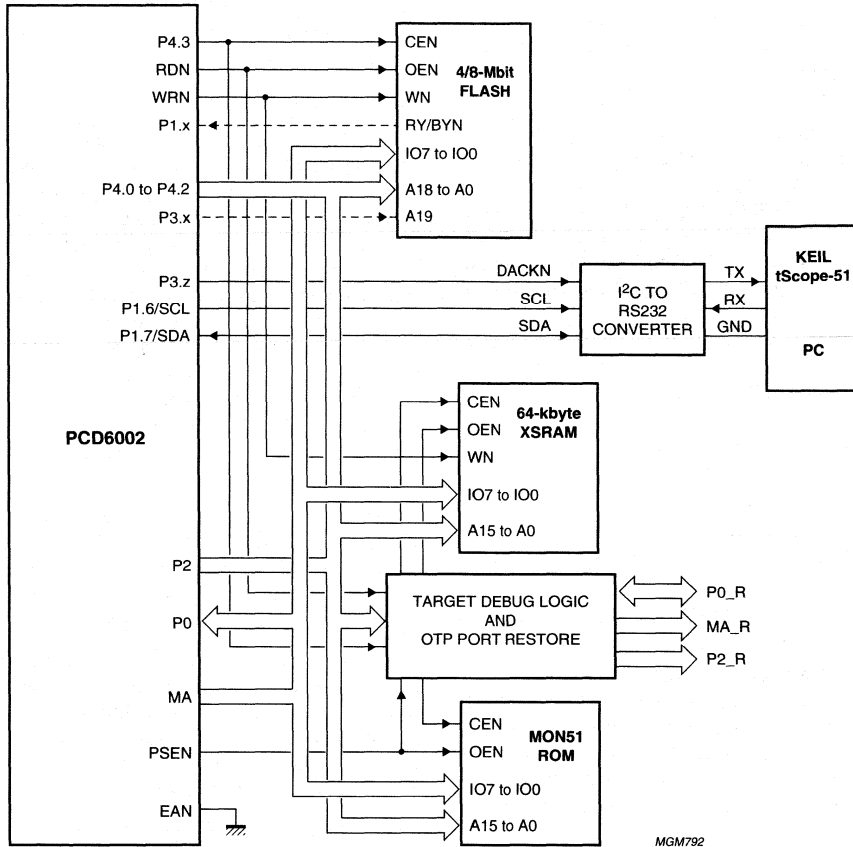 P4.3
RDN
WRN
P1.x
P4.0 to P4.2
P3.x
P3.z
P1.6/SCL
P1.7/SDA
PCD6002
P2
P0
MA
PSEN
EAN
CEN
OEN
WN
RY/BYN
IO7 to IO0
A18 to A0
A19
4/8-Mbit
FLASH
DACKN
SCL
SDA
I²C TO
RS232
CONVERTER
TX
RX
GND
KEIL
tScope-51
PC
CEN
OEN
WN
IO7 to IO0
A15 to A0
64-kbyte
XSRAM
TARGET DEBUG LOGIC
AND
OTP PORT RESTORE
P0_R
MA_R
P2_R
CEN
OEN
IO7 to IO0
A15 to A0
MON51
ROM
MGM792